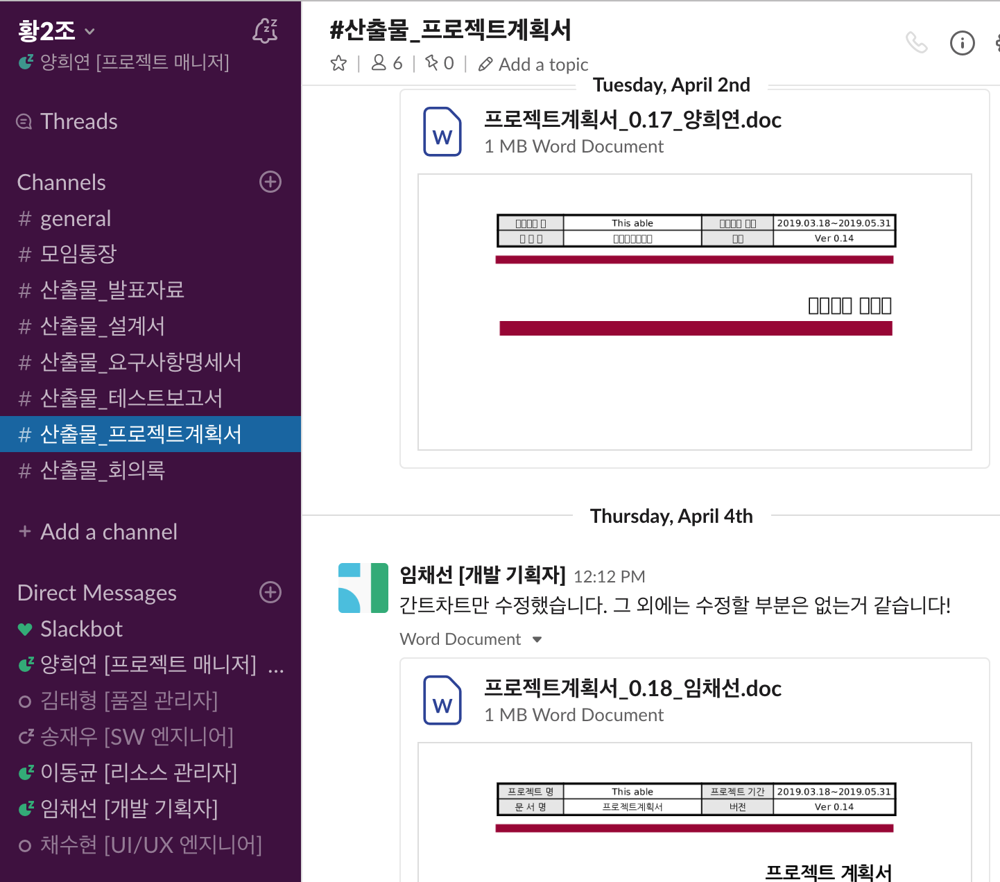 황2조
양희연 [프로젝트 매니저]
Threads
Channels
# general
# 모임통장
# 산출물_발표자료
# 산출물_설계서
# 산출물_요구사항명세서
# 산출물_테스트보고서
# 산출물_프로젝트계획서
# 산출물_회의록
+ Add a channel
Direct Messages
Slackbot
양희연 [프로젝트 매니저] ...
김태형 [품질 관리자]
송재우 [SW 엔지니어]
이동균 [리소스 관리자]
임채선 [개발 기획자]
채수현 [UI/UX 엔지니어]
#산출물_프로젝트계획서
6 | 0 | Add a topic
Tuesday, April 2nd
프로젝트계획서_0.17_양희연.doc
1 MB Word Document
This able 2019.03.18~2019.05.31
Ver 0.14
Thursday, April 4th
임채선 [개발 기획자] 12:12 PM
간트차트만 수정했습니다. 그 외에는 수정할 부분은 없는거 같습니다!
Word Document
프로젝트계획서_0.18_임채선.doc
1 MB Word Document
프로젝트 명 This able 프로젝트 기간 2019.03.18~2019.05.31
문 서 명 프로젝트계획서 버전 Ver 0.14
프로젝트 계획서